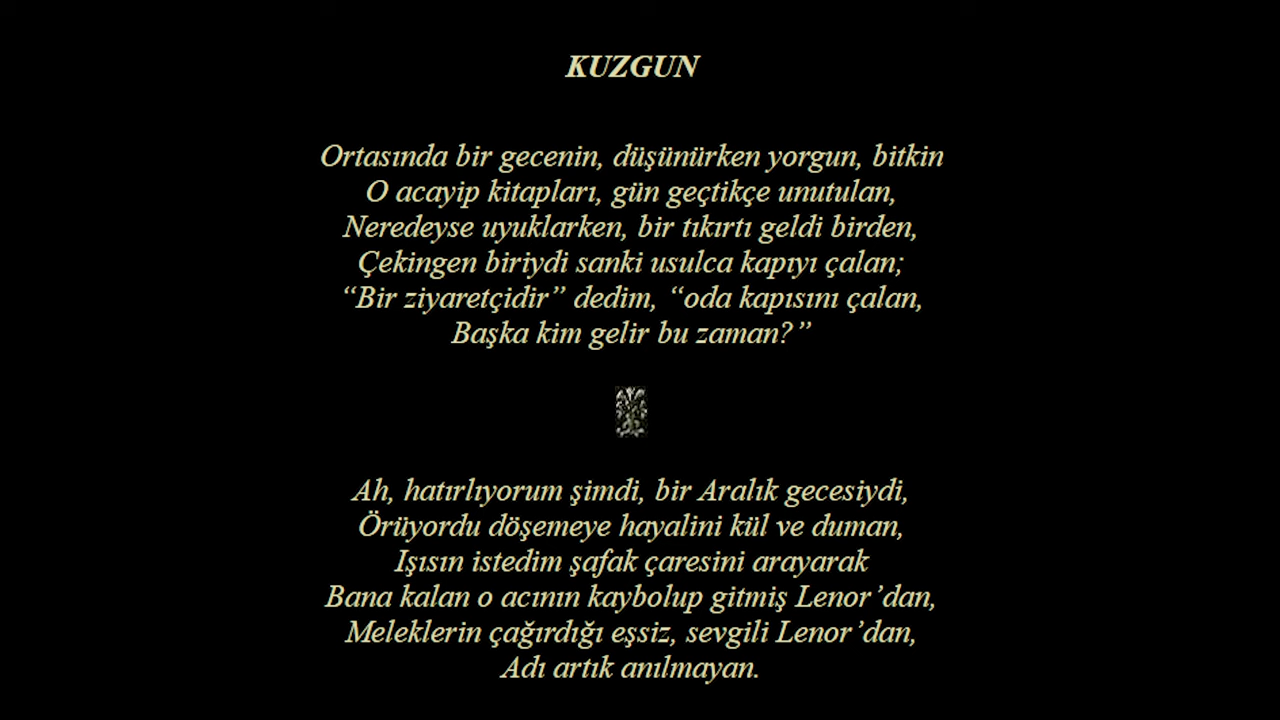 KUZGUN
Ortasında bir gecenin, düşünürken yorgun, bitkin
O acayip kitapları, gün geçtikçe unutulan,
Neredeyse uyuklarken, bir tıkırtı geldi birden,
Çekingen biriydi sanki usulca kapıyı çalan;
“Bir ziyaretçidir” dedim, “oda kapısını çalan,
Başka kim gelir bu zaman?”
Ah, hatırlıyorum şimdi, bir Aralık gecesiydi,
Örüyordu döşemeye hayalini kül ve duman,
Işısın istedim şafak çaresini arayarak
Bana kalan o acının kaybolup gitmiş Lenor’dan,
Meleklerin çağırdığı eşsiz, sevgili Lenor’dan,
Adı artık anılmayan.